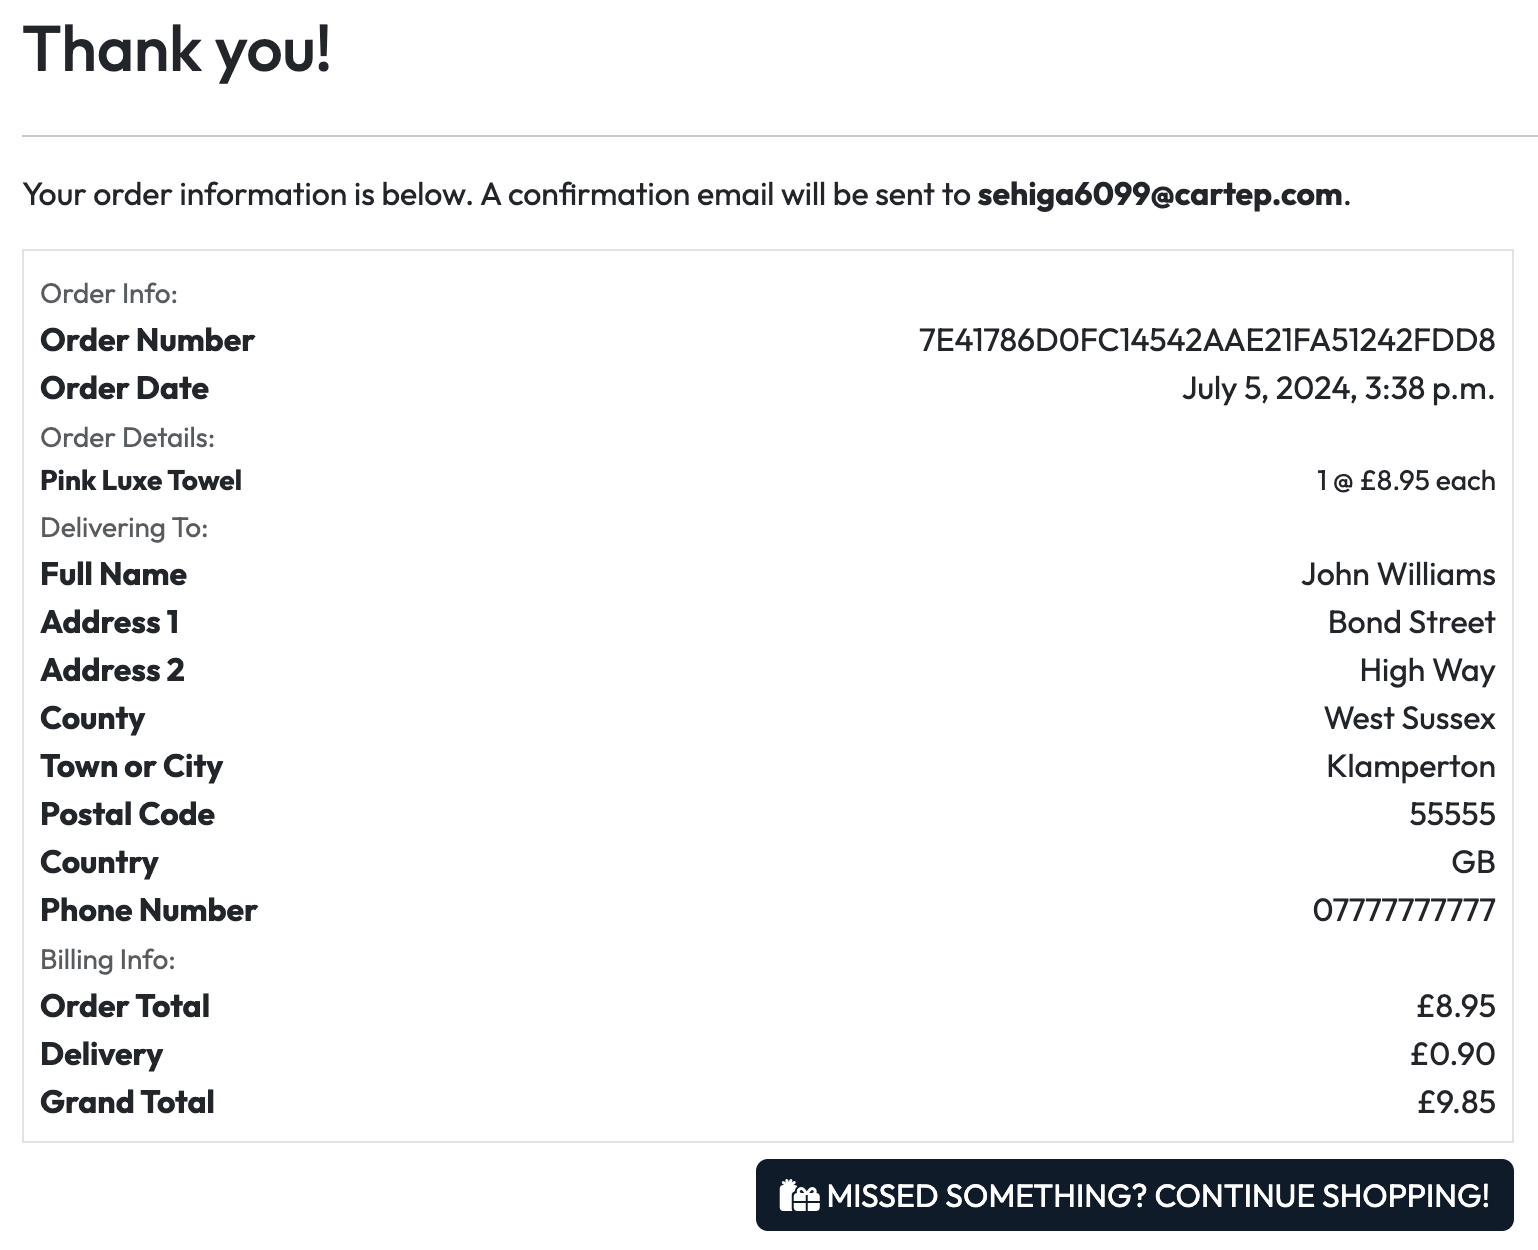 Thank you!
Your order information is below. A confirmation email will be sent to sehiga6099@cartep.com.
Order Info:
Order Number 7E41786D0FC14542AAE21FA51242FDD8
Order Date July 5, 2024, 3:38 p.m.
Order Details:
Pink Luxe Towel 1 @ £8.95 each
Delivering To:
Full Name John Williams
Address 1 Bond Street
Address 2 High Way
County West Sussex
Town or City Klamperton
Postal Code 55555
Country GB
Phone Number 07777777777
Billing Info:
Order Total £8.95
Delivery £0.90
Grand Total £9.85
MISSED SOMETHING? CONTINUE SHOPPING!